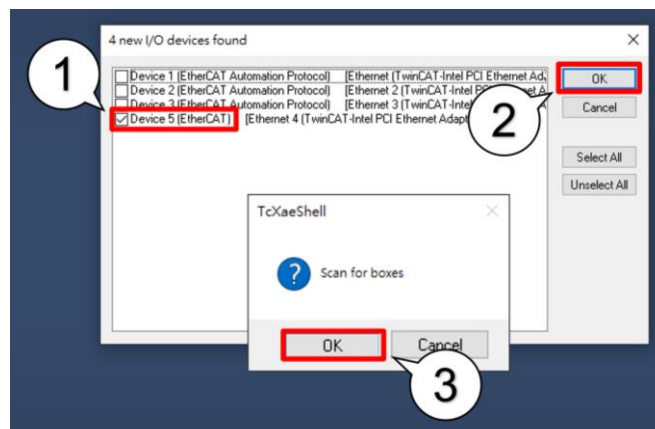 4 new I/O devices found
1
Device 1 (EtherCAT Automation Protocol) [Ethernet (TwinCAT-Intel PCI Ethernet Ad
Device 2 (EtherCAT Automation Protocol) [Ethernet 2 (TwinCAT-Intel
Device 3 (EtherCAT Automation Protocol) [Ethernet 3 (TwinCAT-Intel
Device 5 (EtherCAT) [Ethernet 4 (TwinCAT-Intel PCI Ethernet Adapt
OK
2
Cancel
Select All
Unselect All
TcXaeShell
Scan for boxes
OK
Cancel
3